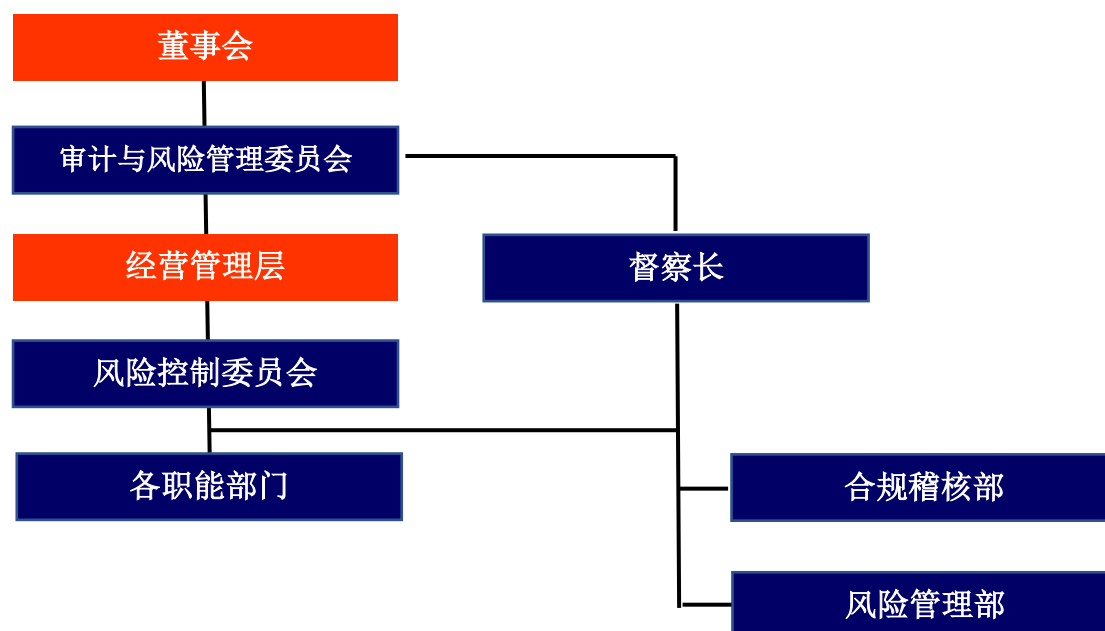 董事会
审计与风险管理委员会
经营管理层
督察长
风险控制委员会
各职能部门
合规稽核部
风险管理部